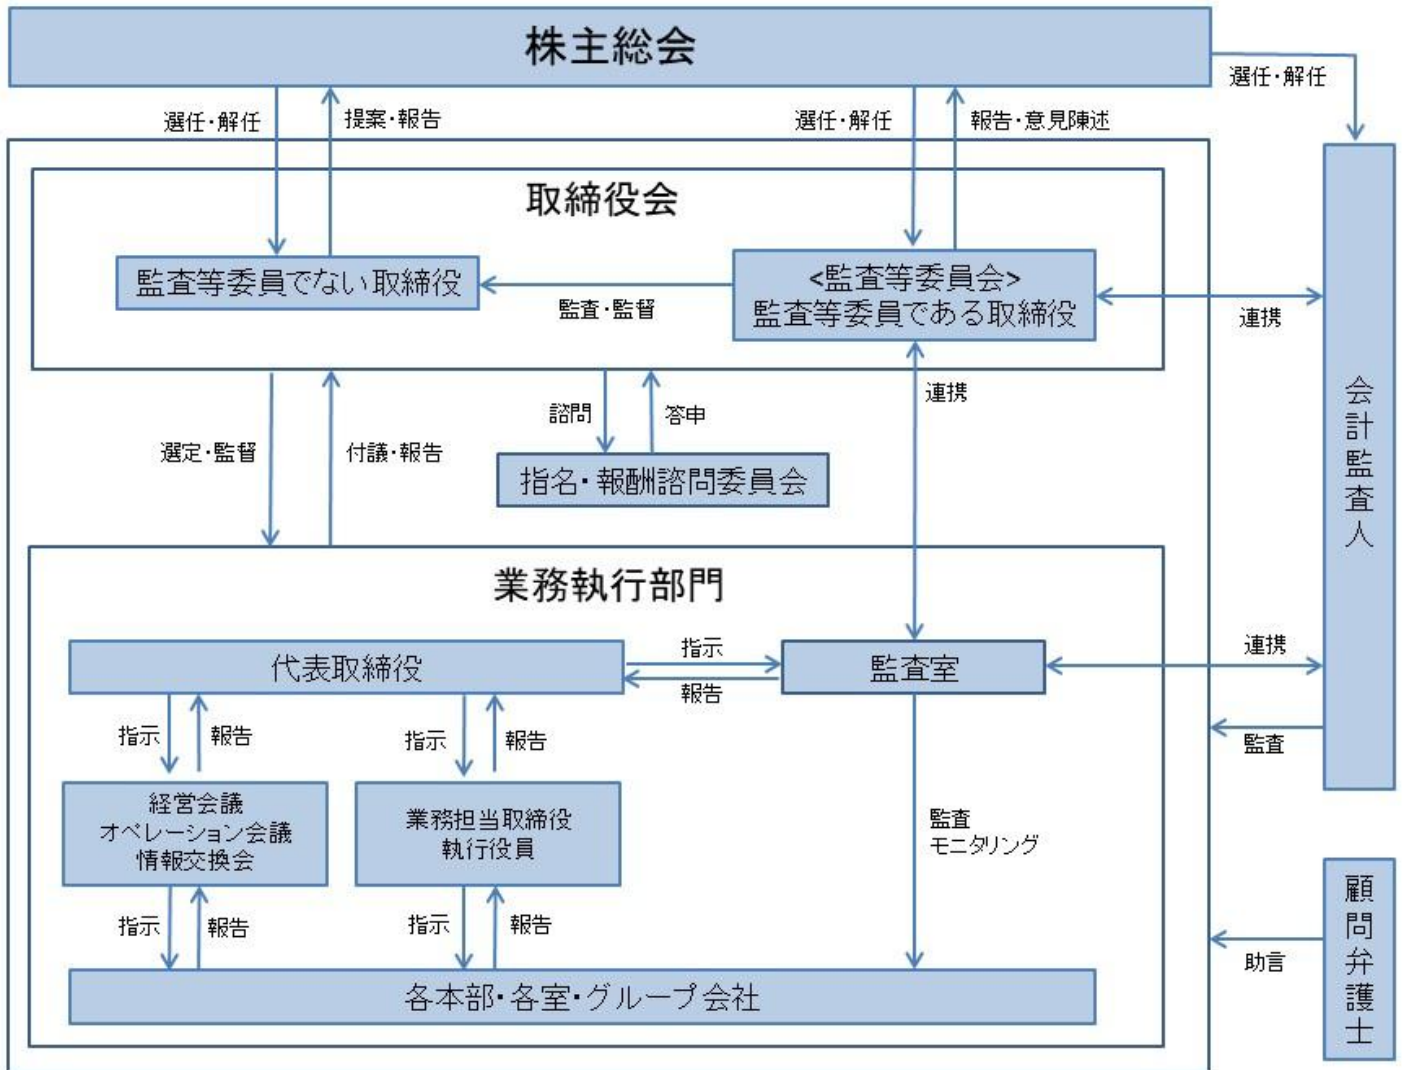 株主総会
選任・解任
選任・解任
提案・報告
選任・解任
報告・意見陳述
取締役会
監査等委員でない取締役
監査・監督
<監査等委員会>
監査等委員である取締役
連携
会計監査人
選定・監督
付議・報告
諮問
答申
連携
指名・報酬諮問委員会
業務執行部門
代表取締役
指示
報告
監査室
連携
監査
指示
報告
指示
報告
経営会議
オペレーション会議
情報交換会
業務担当取締役
執行役員
監査
モニタリング
指示
報告
指示
報告
各本部・各室・グループ会社
顧問弁護士
助言